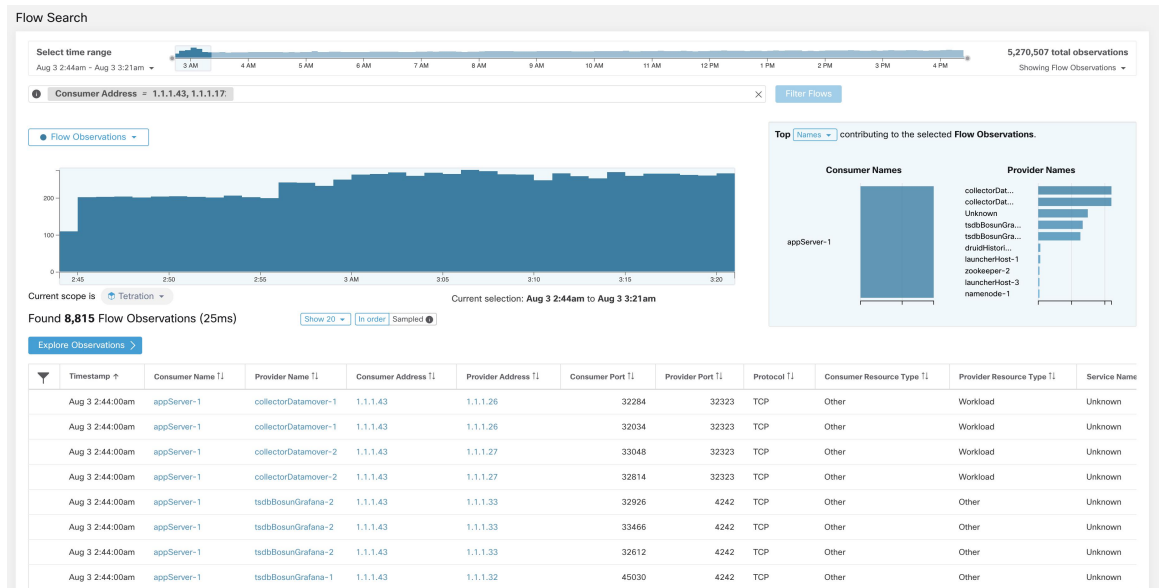 Flow Search
Select time range
Aug 3 2:44am - Aug 3 3:21am
3 AM 4 AM 5 AM 6 AM 7 AM 8 AM 9 AM 10 AM 11 AM 12 PM 1 PM 2 PM 3 PM 4 PM
5,270,507 total observations
Showing Flow Observations
Consumer Address = 1.1.1.43, 1.1.1.17:
Filter Flows
Flow Observations
200
100
0
2:45 2:50 2:55 3 AM 3:05 3:10 3:15 3:20
Top Names contributing to the selected Flow Observations.
Consumer Names
appServer-1
Provider Names
collectorDat...
collectorDat...
Unknown
tsdbBosunGra...
tsdbBosunGra...
druidHistori...
launcherHost-1
zookeeper-2
launcherHost-3
namenode-1
Current scope is Tetration
Current selection: Aug 3 2:44am to Aug 3 3:21am
Found 8,815 Flow Observations (25ms)
Show 20 In order Sampled
Explore Observations
Timestamp Consumer Name Provider Name Consumer Address Provider Address Consumer Port Provider Port Protocol Consumer Resource Type Provider Resource Type Service Name
Aug 3 2:44:00am appServer-1 collectorDatamover-1 1.1.1.43 1.1.1.26 32284 32323 TCP Other Workload Unknown
Aug 3 2:44:00am appServer-1 collectorDatamover-1 1.1.1.43 1.1.1.26 32034 32323 TCP Other Workload Unknown
Aug 3 2:44:00am appServer-1 collectorDatamover-2 1.1.1.43 1.1.1.27 33048 32323 TCP Other Workload Unknown
Aug 3 2:44:00am appServer-1 collectorDatamover-2 1.1.1.43 1.1.1.27 32814 32323 TCP Other Workload Unknown
Aug 3 2:44:00am appServer-1 tsdbBosunGrafana-2 1.1.1.43 1.1.1.33 32926 4242 TCP Other Other Unknown
Aug 3 2:44:00am appServer-1 tsdbBosunGrafana-2 1.1.1.43 1.1.1.33 33466 4242 TCP Other Other Unknown
Aug 3 2:44:00am appServer-1 tsdbBosunGrafana-2 1.1.1.43 1.1.1.33 32612 4242 TCP Other Other Unknown
Aug 3 2:44:00am appServer-1 tsdbBosunGrafana-1 1.1.1.43 1.1.1.32 45030 4242 TCP Other Other Unknown